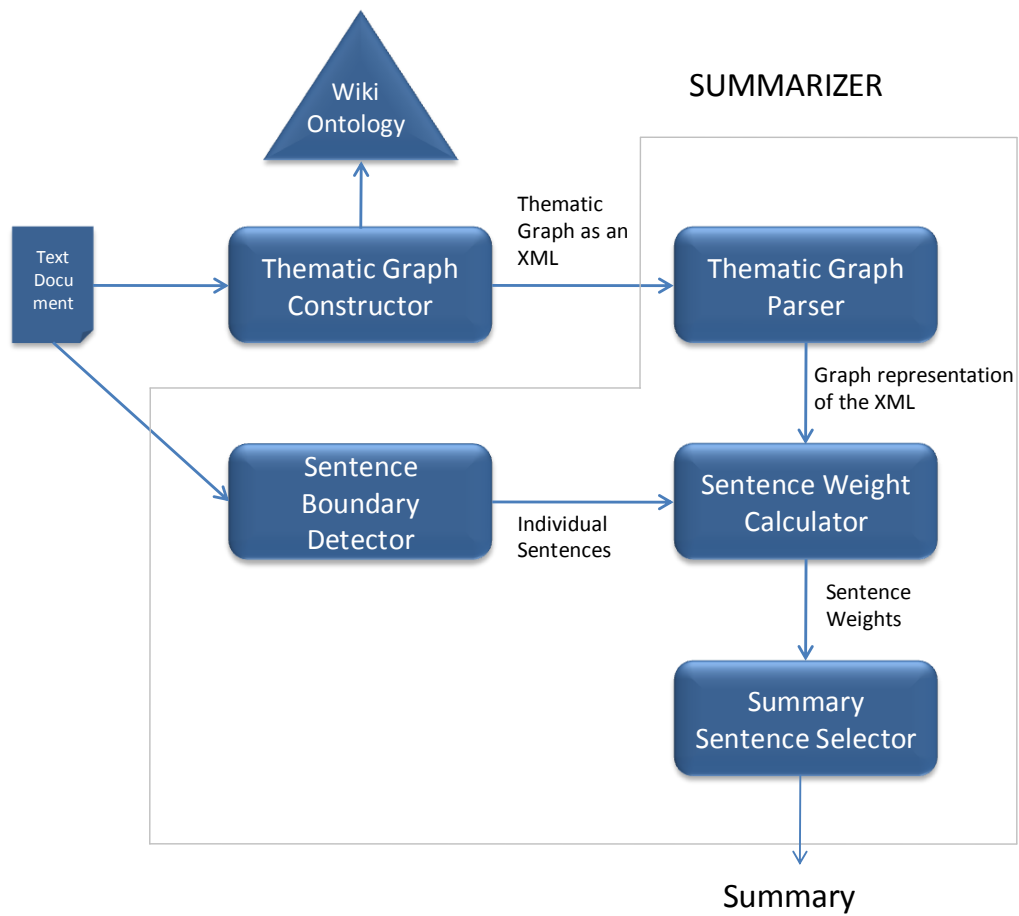 Wiki
Ontology
SUMMARIZER
Thematic
Graph as an
XML
Text
Docu
ment
Thematic Graph
Constructor
Thematic Graph
Parser
Graph representation
of the XML
Sentence
Boundary
Detector
Individual
Sentences
Sentence Weight
Calculator
Sentence
Weights
Summary
Sentence Selector
Summary